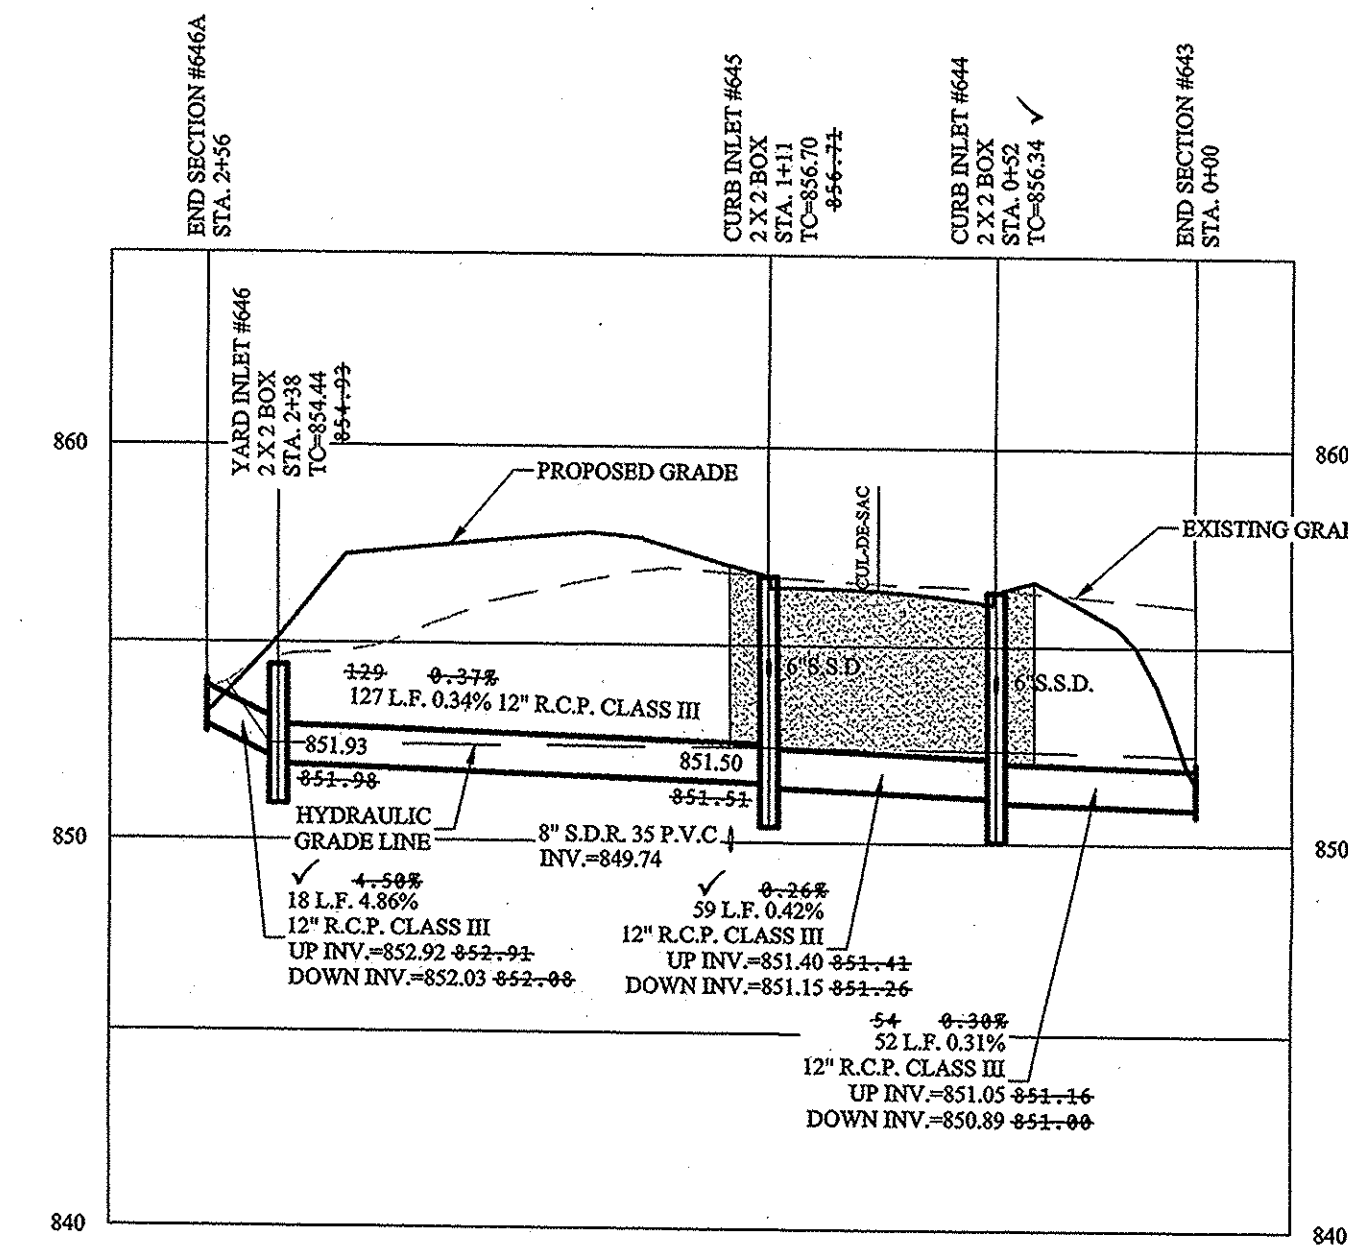 END SECTION #646A
STA. 2+56
CURB INLET #645
2 X 2 BOX
STA. 1+11
TC=856.70
856.71
CURB INLET #644
2 X 2 BOX
STA. 0+52
TC=856.34 ✓
END SECTION #643
STA. 0+00
YARD INLET #646
2 X 2 BOX
STA. 2+38
TC=854.44
854.93
860
860
PROPOSED GRADE
CUL-DE-SAC
EXISTING GRA
129 0.37%
127 L.F. 0.34% 12" R.C.P. CLASS III
6" S.S.D.
6" S.S.D.
851.93
851.98
851.50
851.51
HYDRAULIC
GRADE LINE
8" S.D.R. 35 P.V.C.
INV.=849.74
850
850
✓ 4.50%
18 L.F. 4.86%
12" R.C.P. CLASS III
UP INV.=852.92 852.91
DOWN INV.=852.03 852.08
✓ 0.26%
59 L.F. 0.42%
12" R.C.P. CLASS III
UP INV.=851.40 851.41
DOWN INV.=851.15 851.26
54 0.30%
52 L.F. 0.31%
12" R.C.P. CLASS III
UP INV.=851.05 851.16
DOWN INV.=850.89 851.00
840
840